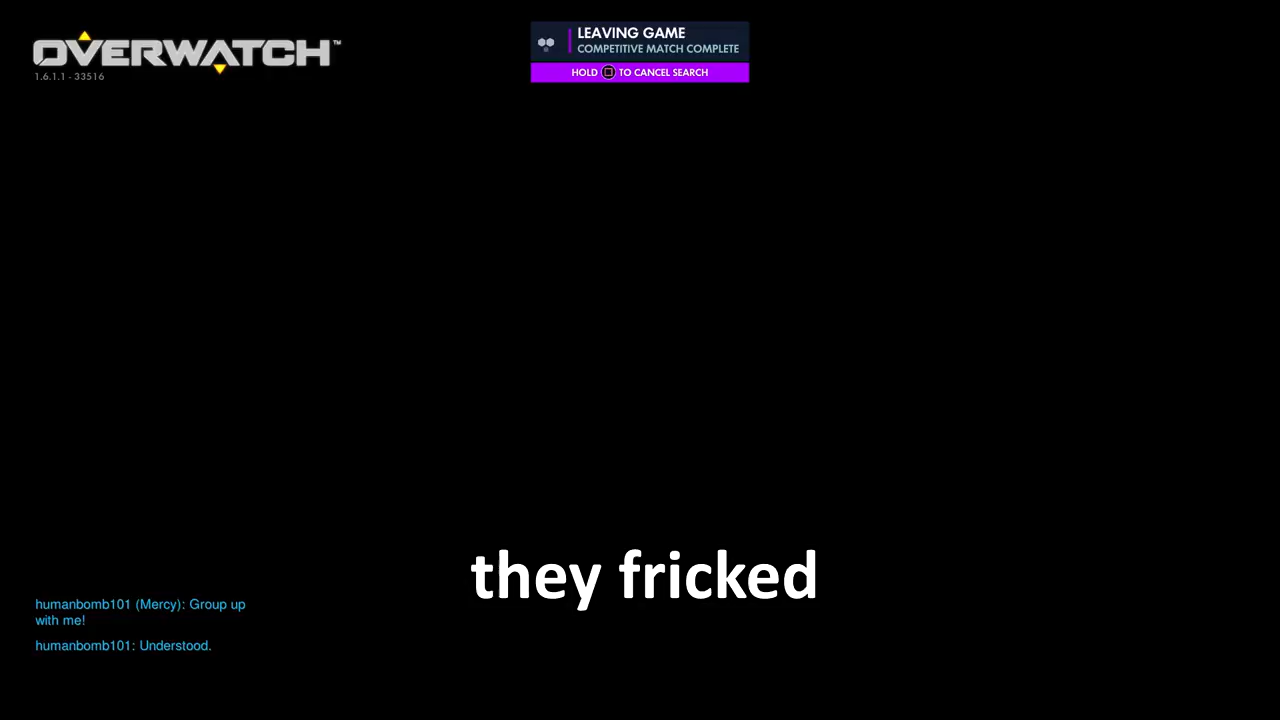 OVERWATCH™
1.6.1.1 - 33516
LEAVING GAME
COMPETITIVE MATCH COMPLETE
HOLD TO CANCEL SEARCH
they fricked
humanbomb101 (Mercy): Group up
with me!
humanbomb101: Understood.